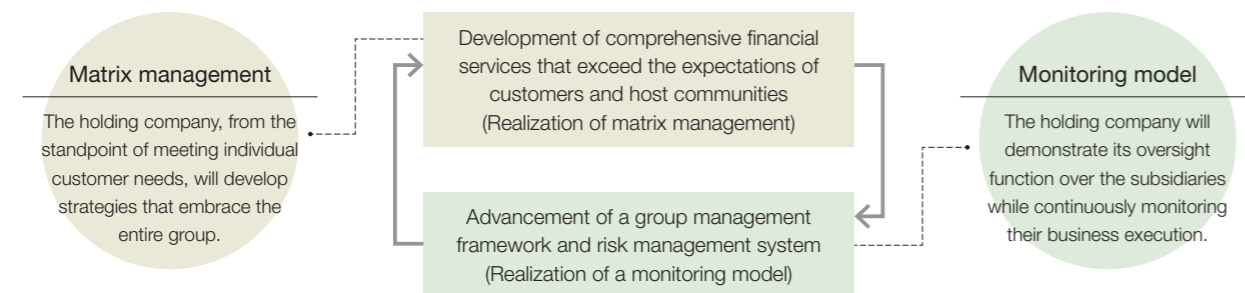 Matrix management
The holding company, from the
standpoint of meeting individual
customer needs, will develop
strategies that embrace the
entire group.
Development of comprehensive financial
services that exceed the expectations of
customers and host communities
(Realization of matrix management)
Advancement of a group management
framework and risk management system
(Realization of a monitoring model)
Monitoring model
The holding company will
demonstrate its oversight
function over the subsidiaries
while continuously monitoring
their business execution.